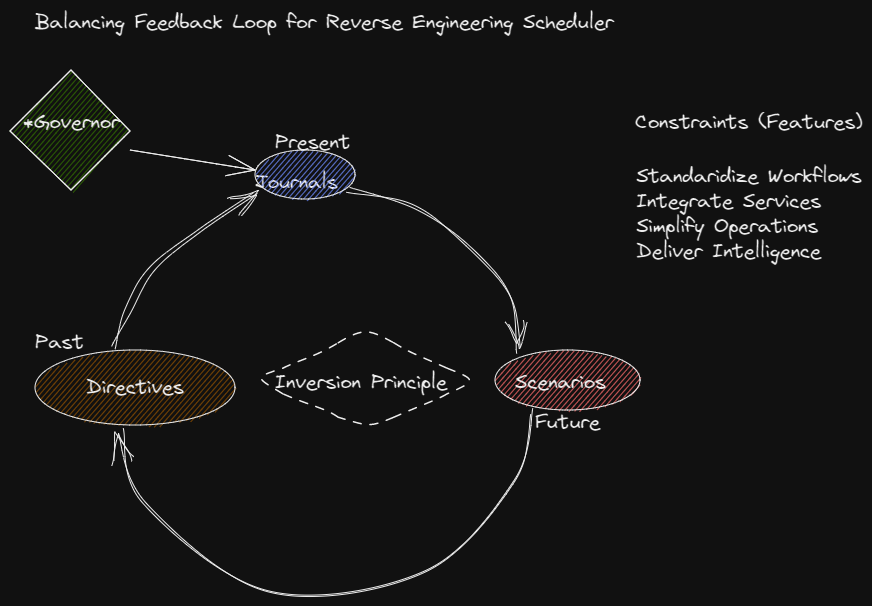 Balancing Feedback Loop for Reverse Engineering Scheduler
*Governor
Present
Journals
Constraints (Features)
Standaridize Workflows
Integrate Services
Simplify Operations
Deliver Intelligence
Past
Directives
Inversion Principle
Scenarios
Future